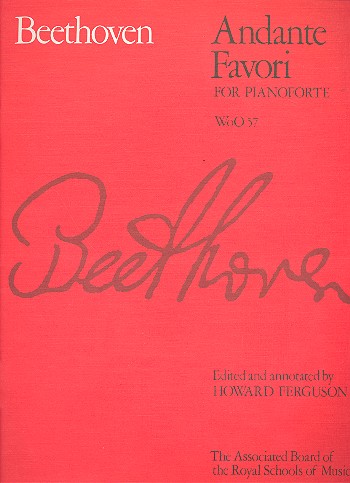 Beethoven
Andante
Favori
FOR PIANOFORTE
WoO 57
Beethoven
Edited and annotated by
HOWARD FERGUSON
The Associated Board of
the Royal Schools of Music